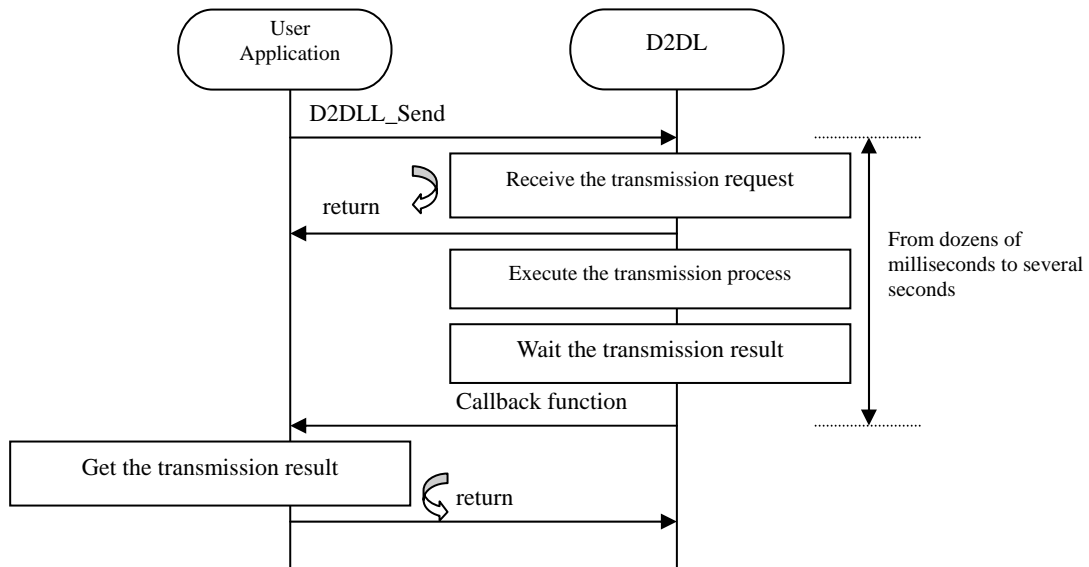 User
Application
D2DL
D2DLL_Send
Receive the transmission request
return
Execute the transmission process
From dozens of
milliseconds to several
seconds
Wait the transmission result
Callback function
Get the transmission result
return